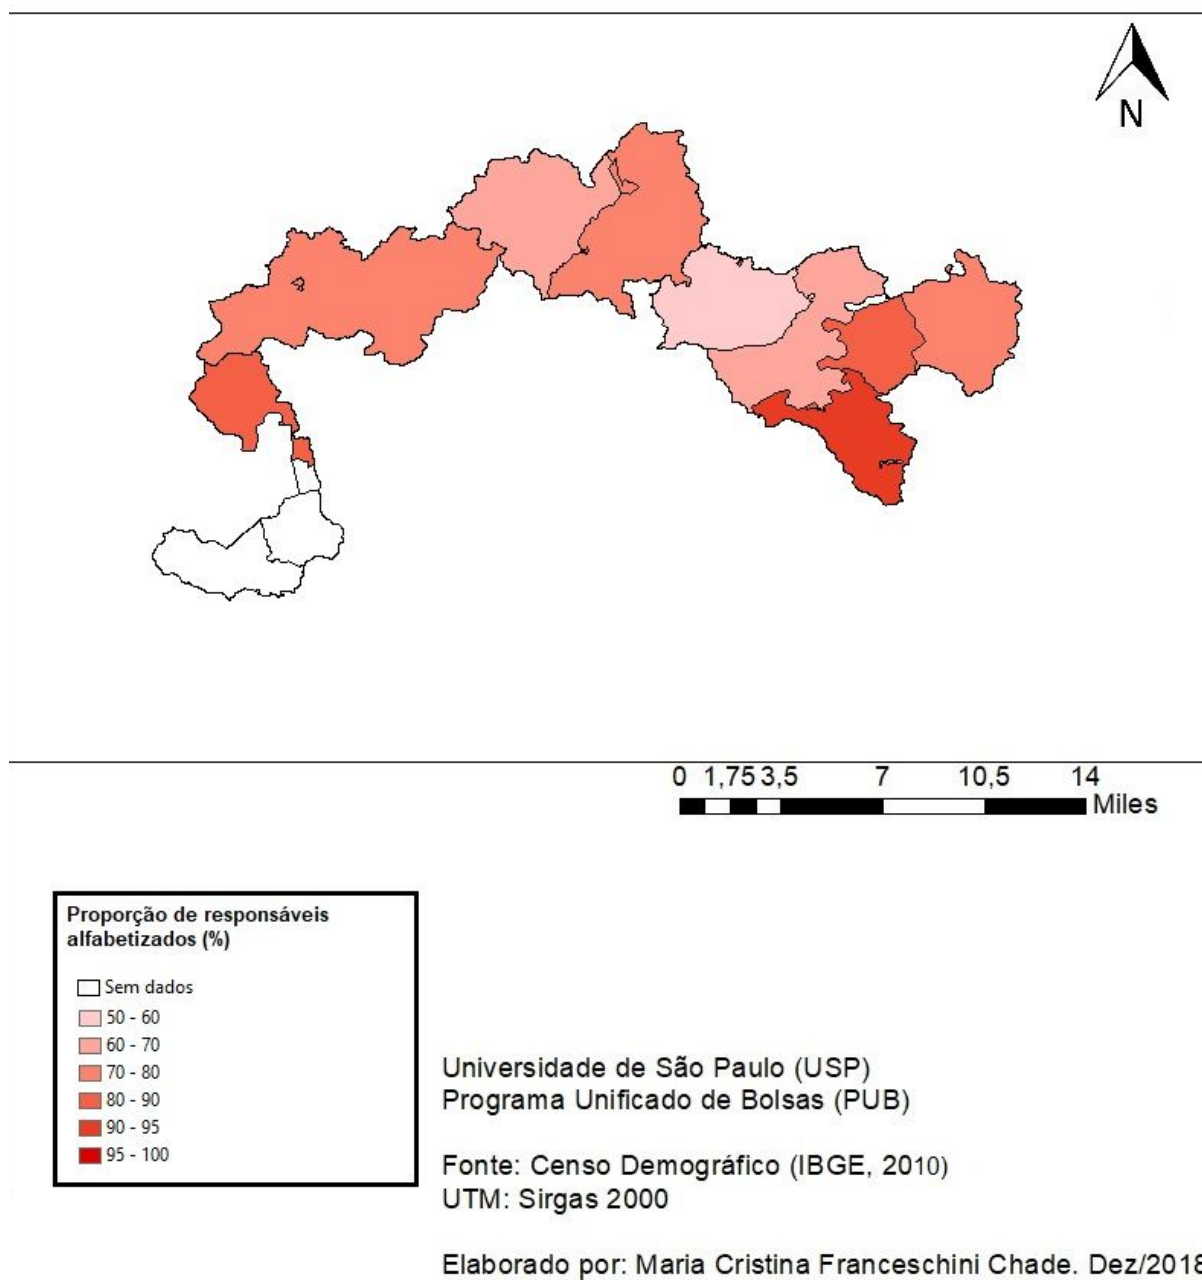 N
0 1,75 3,5 7 10,5 14
Miles
Proporção de responsáveis
alfabetizados (%)
Sem dados
50 - 60
60 - 70
70 - 80
80 - 90
90 - 95
95 - 100
Universidade de São Paulo (USP)
Programa Unificado de Bolsas (PUB)
Fonte: Censo Demográfico (IBGE, 2010)
UTM: Sirgas 2000
Elaborado por: Maria Cristina Franceschini Chade. Dez/2018